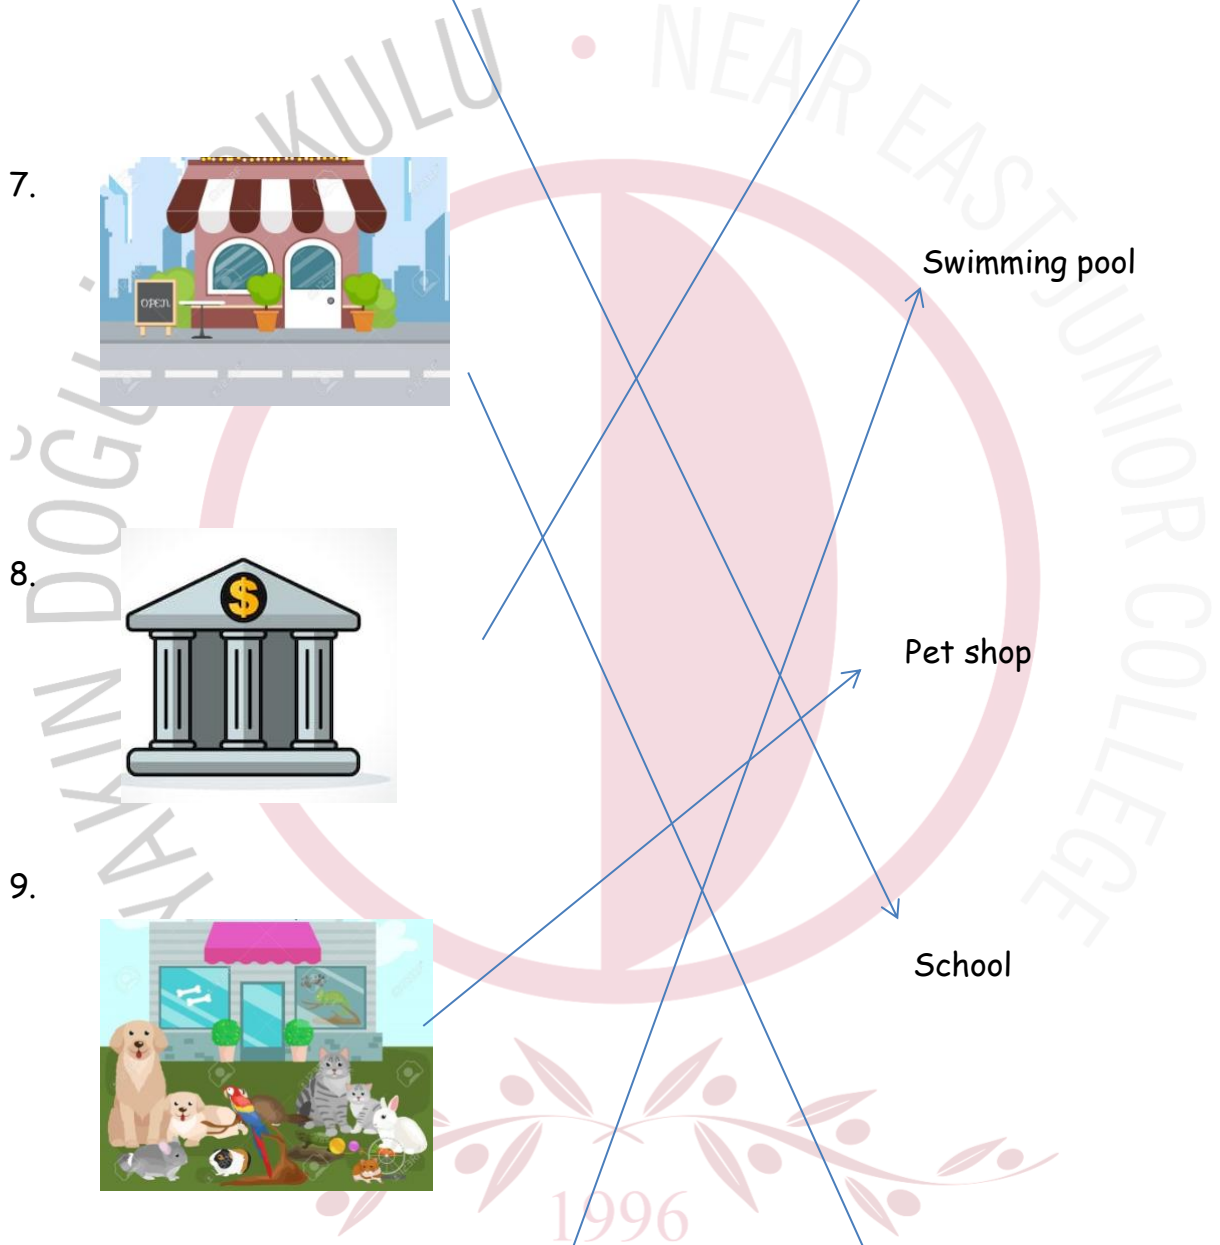 7.
OPEN
Swimming pool
8.
$
Pet shop
9.
School
YAKIN DOĞU
OKULU • NEAR EAST JUNIOR COLLEGE
1996